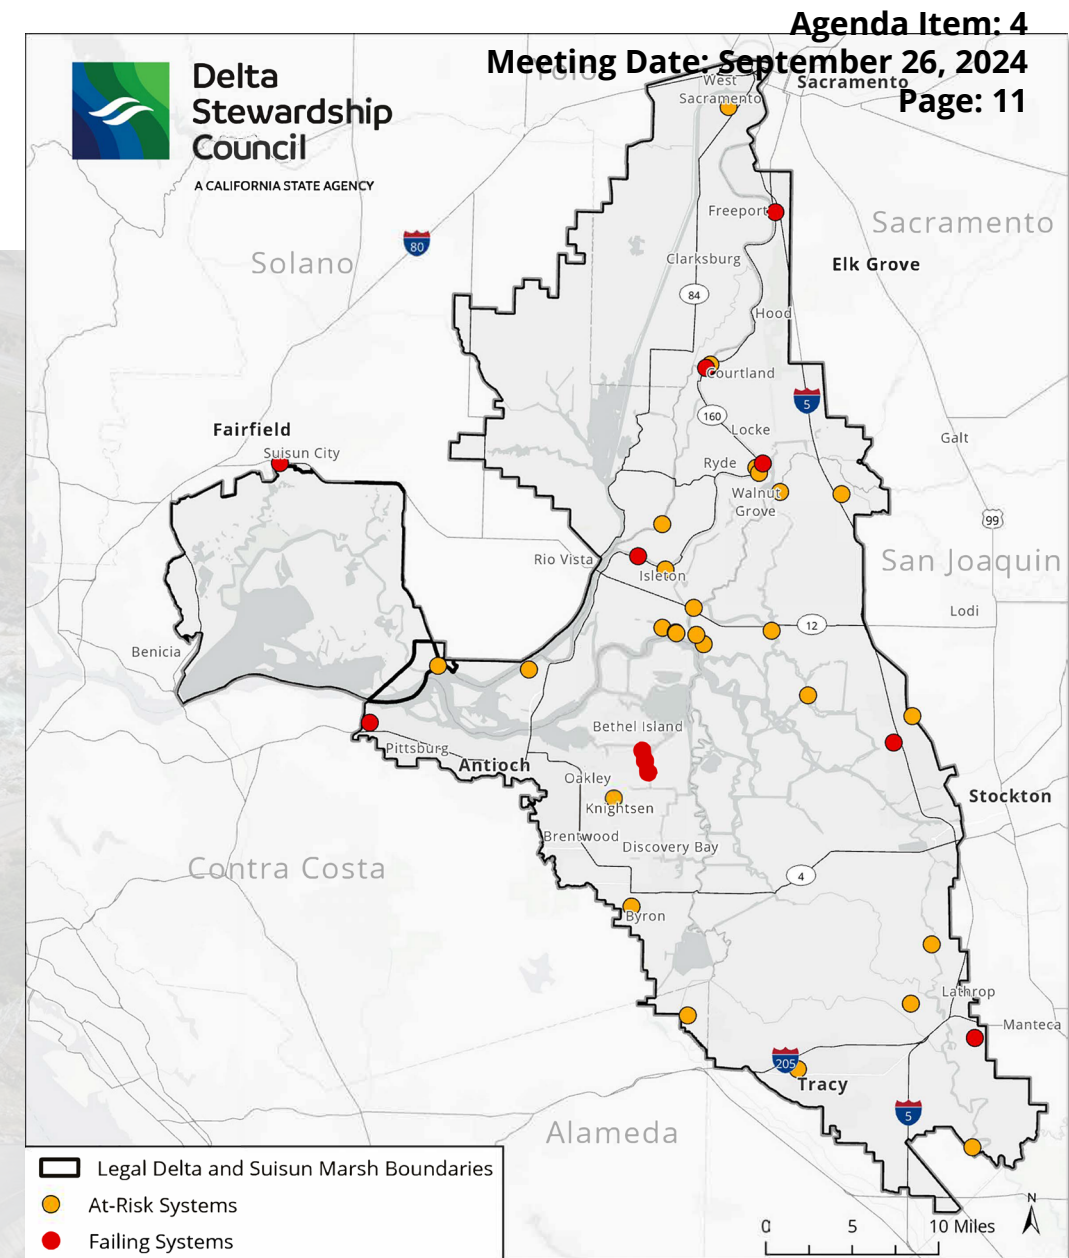 Agenda Item: 4
Meeting Date: September 26, 2024
Page: 11
Delta
Stewardship
Council
A CALIFORNIA STATE AGENCY
Yolo
West
Sacramento
Sacramento
Freeport
Sacramento
80
Solano
Clarksburg
Elk Grove
84
Hood
Courtland
5
160
Fairfield
Locke
Galt
Suisun City
Ryde
Walnut
Grove
99
Rio Vista
San Joaquin
Isleton
Lodi
12
Benicia
Bethel Island
Pittsburg
Antioch
Oakley
Stockton
Knightsen
Brentwood
Discovery Bay
Contra Costa
4
Byron
Lathrop
Manteca
205
Tracy
5
Alameda
Legal Delta and Suisun Marsh Boundaries
At-Risk Systems
Failing Systems
N
0 5 10 Miles